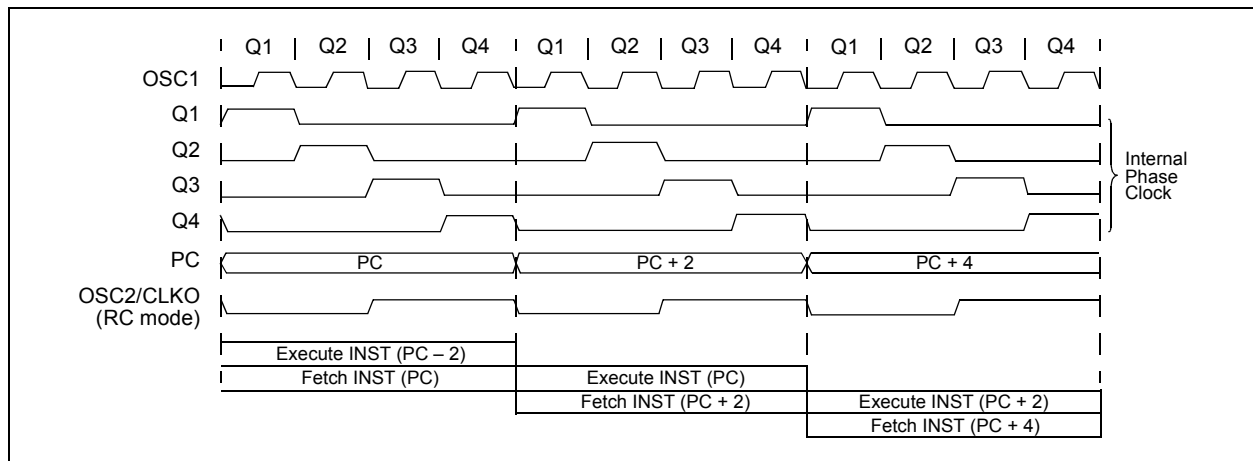 Q1 Q2 Q3 Q4 Q1 Q2 Q3 Q4 Q1 Q2 Q3 Q4
OSC1
Q1
Q2
Q3
Q4
Internal
Phase
Clock
PC PC PC + 2 PC + 4
OSC2/CLKO
(RC mode)
Execute INST (PC – 2)
Fetch INST (PC) Execute INST (PC)
Fetch INST (PC + 2) Execute INST (PC + 2)
Fetch INST (PC + 4)